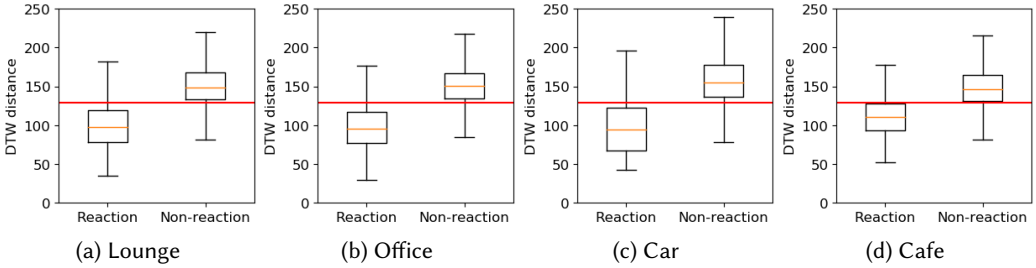 250
200
150
100
50
0
DTW distance
Reaction
Non-reaction
(a) Lounge
250
200
150
100
50
0
DTW distance
Reaction
Non-reaction
(b) Office
250
200
150
100
50
0
DTW distance
Reaction
Non-reaction
(c) Car
250
200
150
100
50
0
DTW distance
Reaction
Non-reaction
(d) Cafe